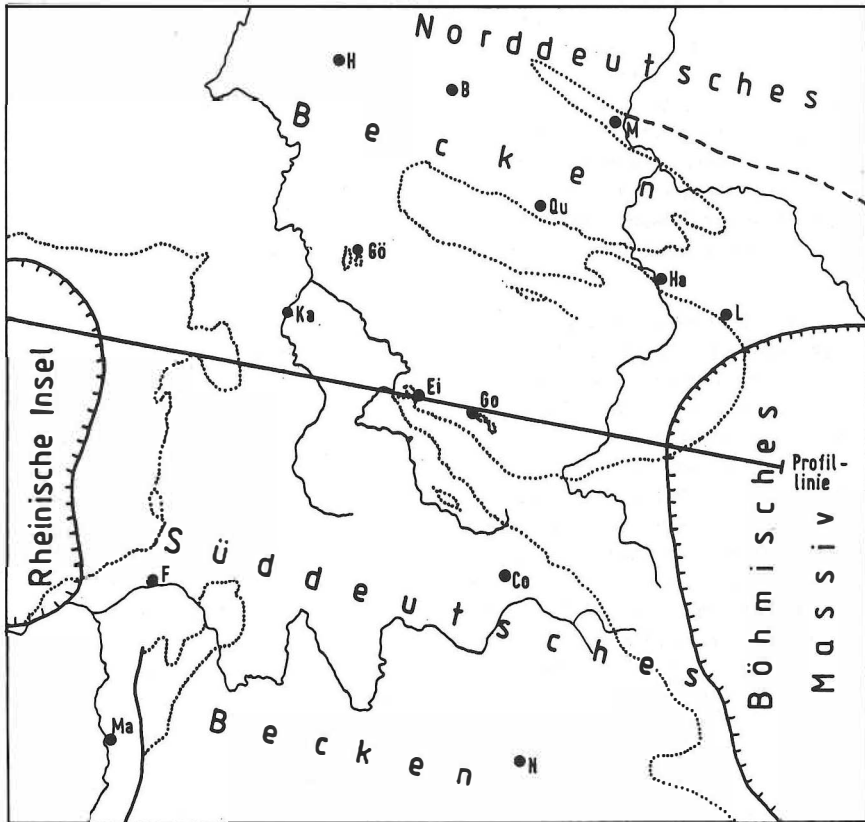 Norddeutsches
Becken
H
B
M
Qu
Gö
Ha
Ka
L
Ei
Go
Rheinische Insel
Profil-
linie
Böhmisches
Massiv
Süddeutsches
Becken
F
Co
Ma
N